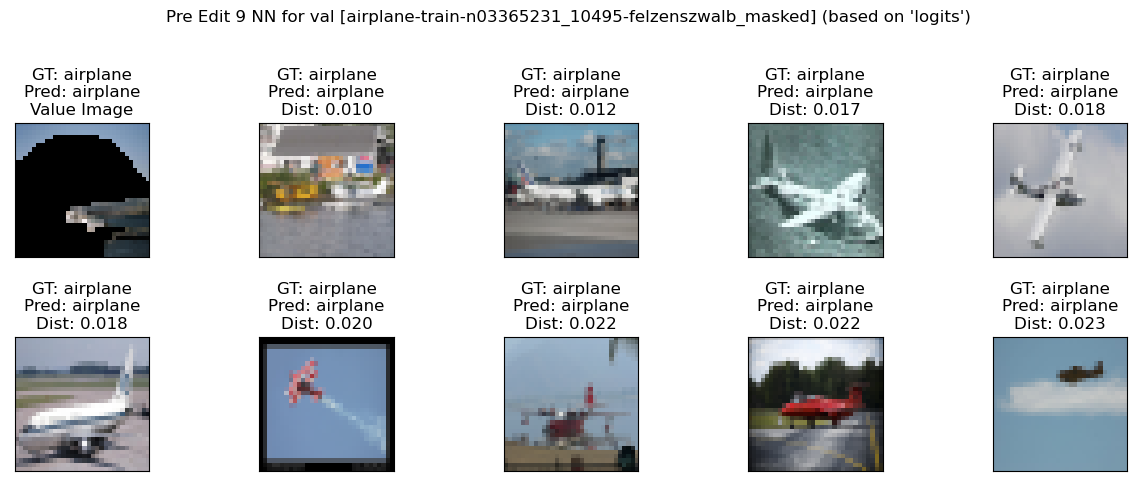 Pre Edit 9 NN for val [airplane-train-n03365231_10495-felzenszwalb_masked] (based on 'logits')
GT: airplane
Pred: airplane
Value Image
GT: airplane
Pred: airplane
Dist: 0.010
GT: airplane
Pred: airplane
Dist: 0.012
GT: airplane
Pred: airplane
Dist: 0.017
GT: airplane
Pred: airplane
Dist: 0.018
GT: airplane
Pred: airplane
Dist: 0.018
GT: airplane
Pred: airplane
Dist: 0.020
GT: airplane
Pred: airplane
Dist: 0.022
GT: airplane
Pred: airplane
Dist: 0.022
GT: airplane
Pred: airplane
Dist: 0.023